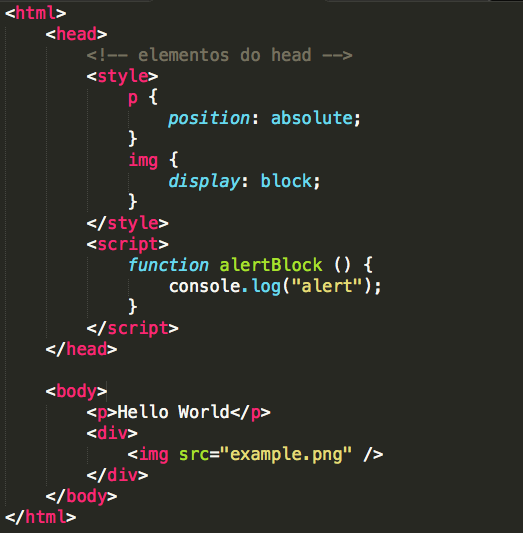 <html>
<head>
<!-- elementos do head -->
<style>
p {
position: absolute;
}
img {
display: block;
}
</style>
<script>
function alertBlock () {
console.log("alert");
}
</script>
</head>
<body>
<p>Hello World</p>
<div>
<img src="example.png" />
</div>
</body>
</html>